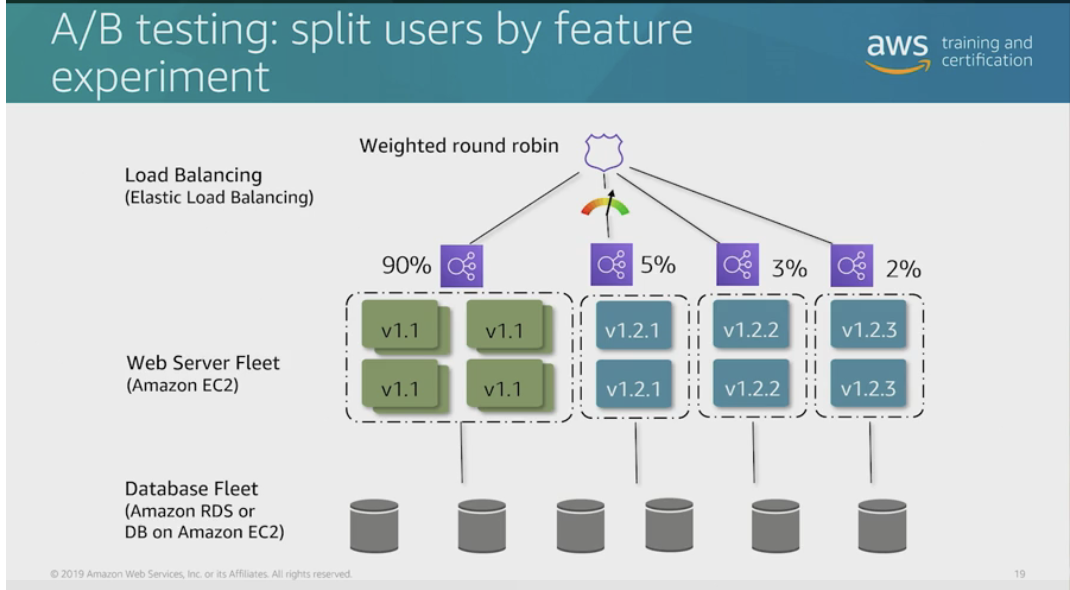 A/B testing: split users by feature
experiment
aws training and
certification
Weighted round robin
Load Balancing
(Elastic Load Balancing)
90%
5%
3%
2%
v1.1
v1.1
v1.2.1
v1.2.2
v1.2.3
Web Server Fleet
(Amazon EC2)
v1.1
v1.1
v1.2.1
v1.2.2
v1.2.3
Database Fleet
(Amazon RDS or
DB on Amazon EC2)
© 2019 Amazon Web Services, Inc. or its Affiliates. All rights reserved.
19